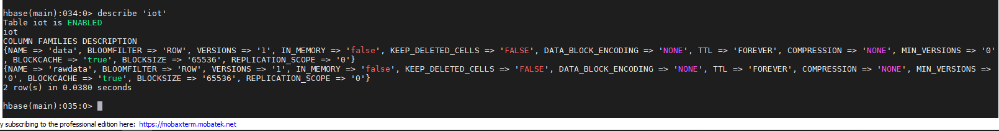 hbase(main):034:0> describe 'iot'
Table iot is ENABLED
iot
COLUMN FAMILIES DESCRIPTION
{NAME => 'data', BLOOMFILTER => 'ROW', VERSIONS => '1', IN_MEMORY => 'false', KEEP_DELETED_CELLS => 'FALSE', DATA_BLOCK_ENCODING => 'NONE', TTL => 'FOREVER', COMPRESSION => 'NONE', MIN_VERSIONS => '0'
, BLOCKCACHE => 'true', BLOCKSIZE => '65536', REPLICATION_SCOPE => '0'}
{NAME => 'rawdata', BLOOMFILTER => 'ROW', VERSIONS => '1', IN_MEMORY => 'false', KEEP_DELETED_CELLS => 'FALSE', DATA_BLOCK_ENCODING => 'NONE', TTL => 'FOREVER', COMPRESSION => 'NONE', MIN_VERSIONS =>
'0', BLOCKCACHE => 'true', BLOCKSIZE => '65536', REPLICATION_SCOPE => '0'}
2 row(s) in 0.0380 seconds
hbase(main):035:0>
y subscribing to the professional edition here: https://mobaxterm.mobatek.net